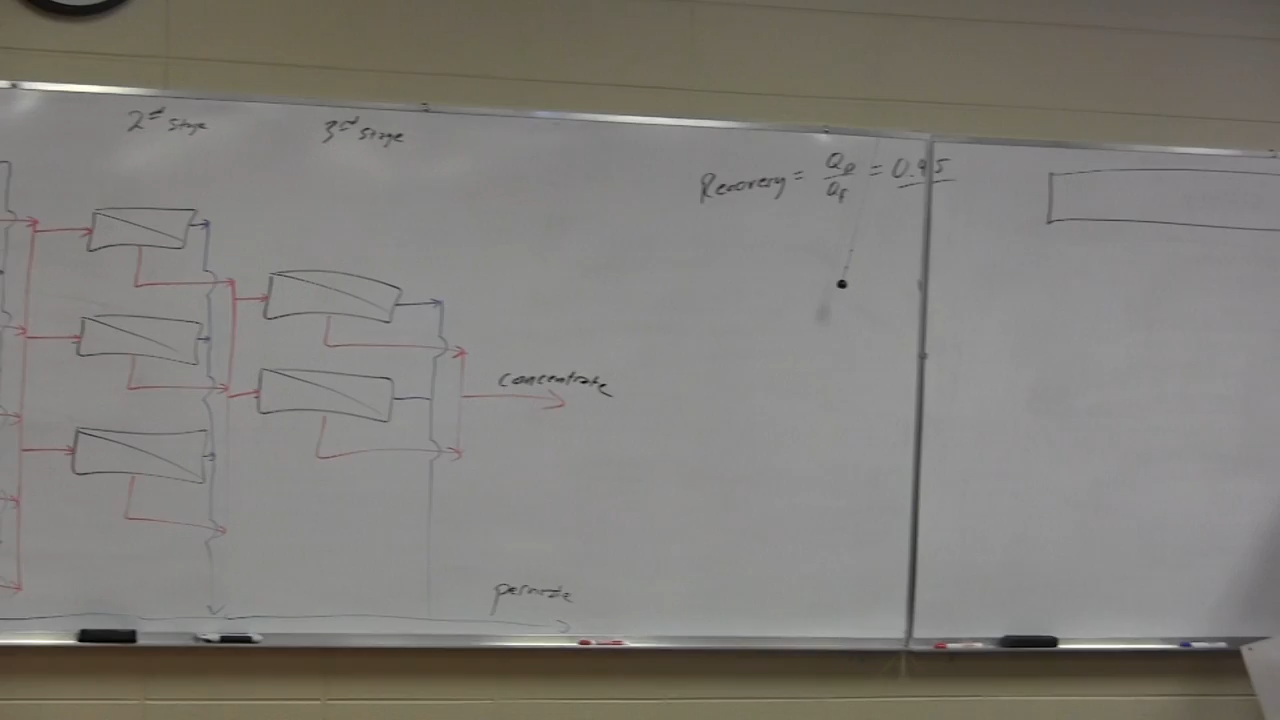 2nd stage
3rd stage
Recovery = Qp/Qf = 0.95
concentrate
permeate